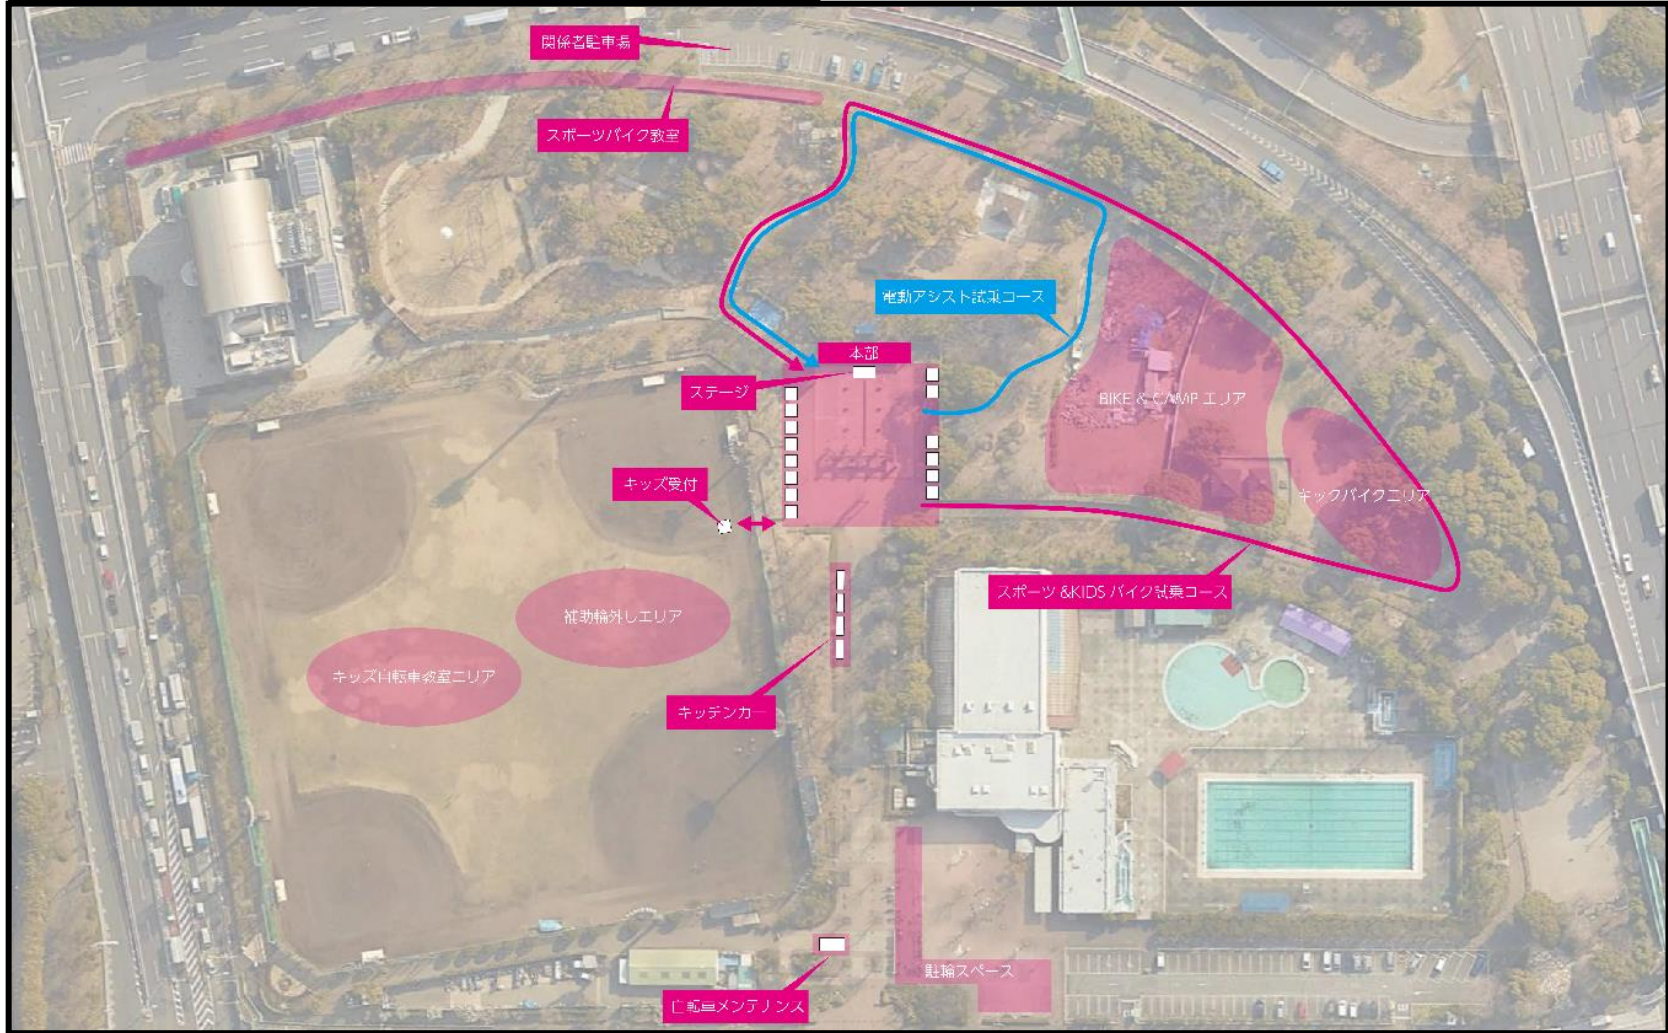 関係者駐車場
スポーツバイク教室
電動アシスト試乗コース
本部
ステージ
BIKE & CAMP エリア
キックバイクエリア
キッズ受付
スポーツ &KIDS バイク試乗コース
補助輪外しエリア
キッズ自転車教室エリア
キッチンカー
駐輪スペース
自転車メンテナンス